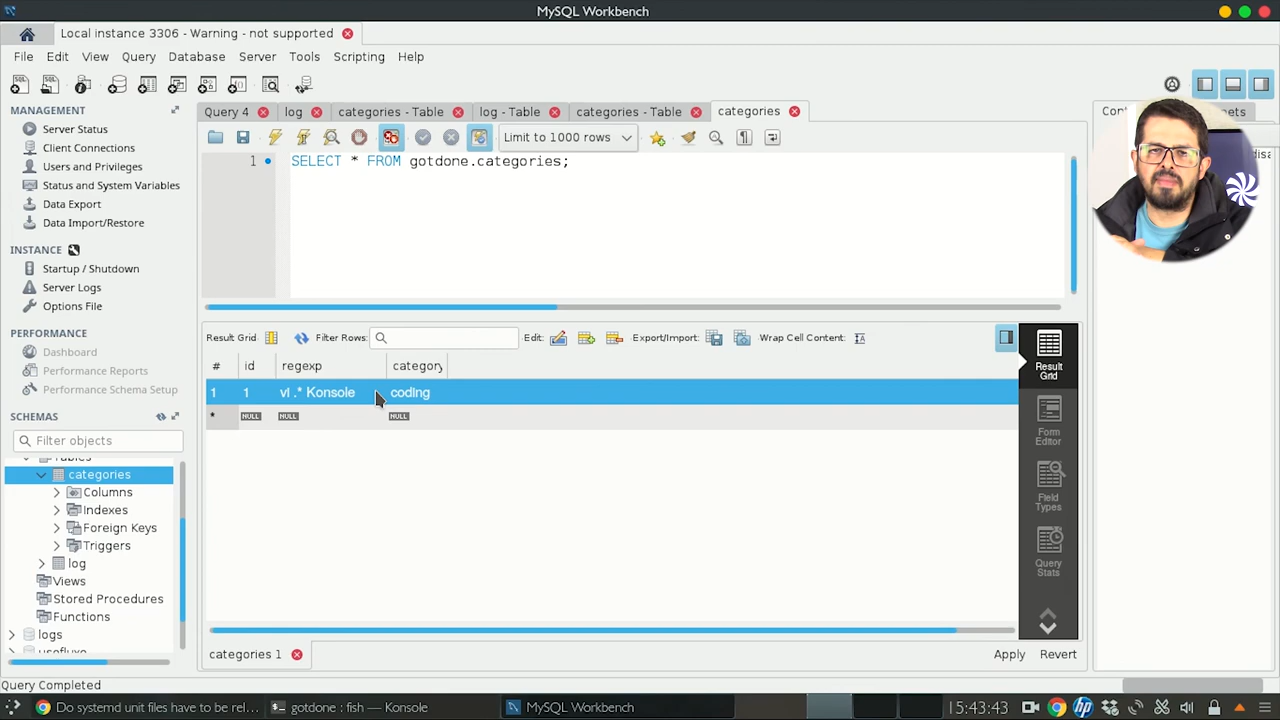 MySQL Workbench
Local instance 3306 - Warning - not supported
File Edit View Query Database Server Tools Scripting Help
MANAGEMENT
Server Status
Client Connections
Users and Privileges
Status and System Variables
Data Export
Data Import/Restore
INSTANCE
Startup / Shutdown
Server Logs
Options File
PERFORMANCE
Dashboard
Performance Reports
Performance Schema Setup
SCHEMAS
Filter objects
Tables
categories
Columns
Indexes
Foreign Keys
Triggers
log
Views
Stored Procedures
Functions
logs
usefluxo
Query 4 log categories - Table log - Table categories - Table categories
Limit to 1000 rows
1 SELECT * FROM gotdone.categories;
Result Grid Filter Rows: Edit: Export/Import: Wrap Cell Content:
# id regexp category
1 1 vi .* Konsole coding
* NULL NULL NULL
Result Grid
Form Editor
Field Types
Query Stats
categories 1 Apply Revert
Query Completed
Do systemd unit files have to be rel... gotdone : fish — Konsole MySQL Workbench 15:43:43